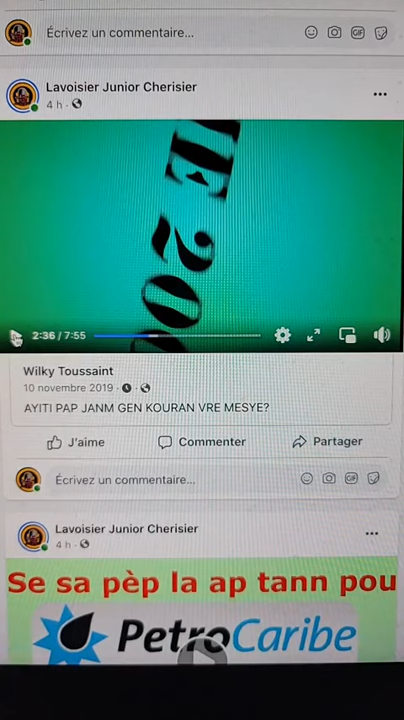 Écrivez un commentaire...
GIF
Lavoisier Junior Cherisier
4 h ·
2:36 / 7:55
Wilky Toussaint
10 novembre 2019 ·
AYITI PAP JANM GEN KOURAN VRE MESYE?
J'aime
Commenter
Partager
Écrivez un commentaire...
GIF
Lavoisier Junior Cherisier
4 h ·
Se sa pèp la ap tann pou
PetroCaribe